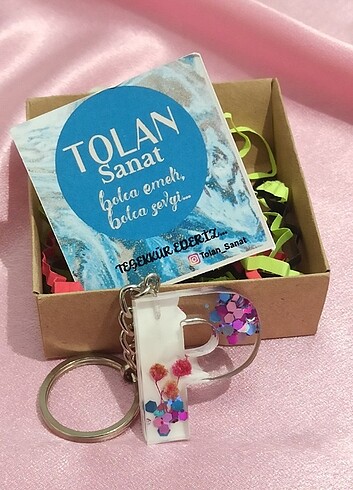 TOLAN
Sanat
bolca emek,
bolca sevgi...
TEŞEKKÜR EDERİZ...
Tolan_Sanat
P